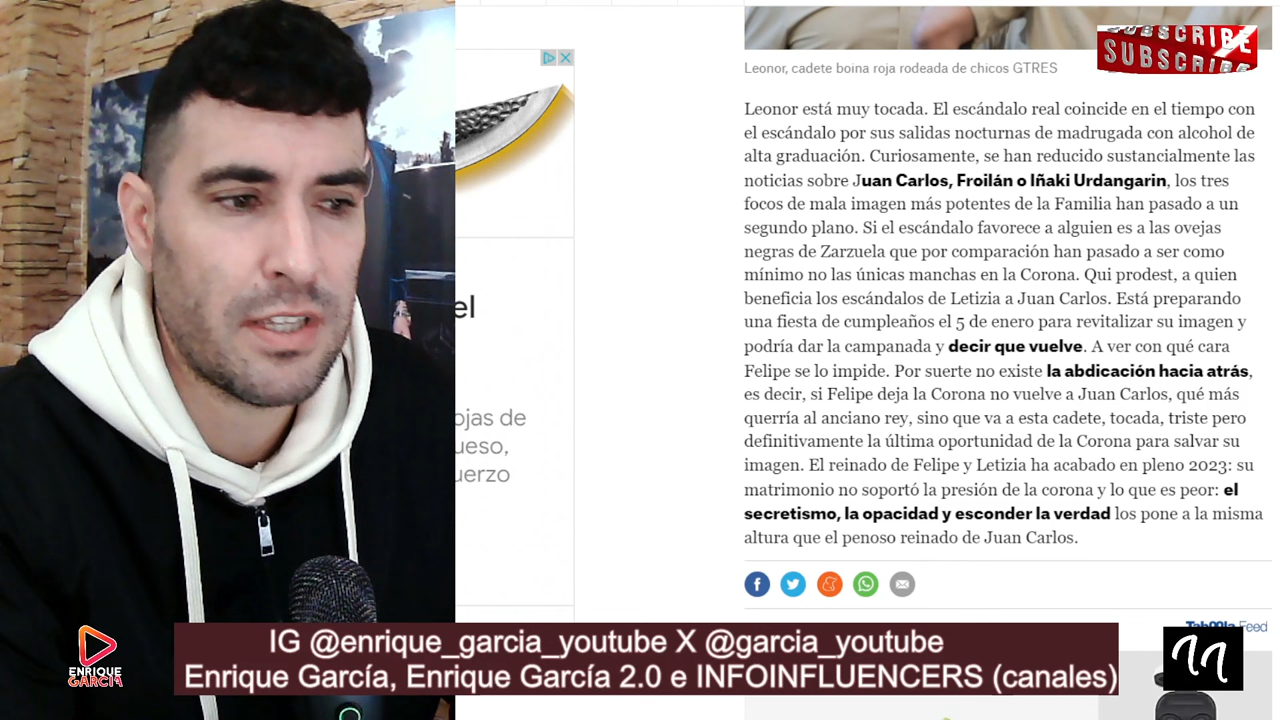 SUBSCRIBE
SUBSCRIBE
Leonor, cadete boina roja rodeada de chicos GTRES
Leonor está muy tocada. El escándalo real coincide en el tiempo con
el escándalo por sus salidas nocturnas de madrugada con alcohol de
alta graduación. Curiosamente, se han reducido sustancialmente las
noticias sobre Juan Carlos, Froilán o Iñaki Urdangarin, los tres
focos de mala imagen más potentes de la Familia han pasado a un
segundo plano. Si el escándalo favorece a alguien es a las ovejas
negras de Zarzuela que por comparación han pasado a ser como
mínimo no las únicas manchas en la Corona. Qui prodest, a quien
beneficia los escándalos de Letizia a Juan Carlos. Está preparando
una fiesta de cumpleaños el 5 de enero para revitalizar su imagen y
podría dar la campanada y decir que vuelve. A ver con qué cara
Felipe se lo impide. Por suerte no existe la abdicación hacia atrás,
es decir, si Felipe deja la Corona no vuelve a Juan Carlos, qué más
querría al anciano rey, sino que va a esta cadete, tocada, triste pero
definitivamente la última oportunidad de la Corona para salvar su
imagen. El reinado de Felipe y Letizia ha acabado en pleno 2023: su
matrimonio no soportó la presión de la corona y lo que es peor: el
secretismo, la opacidad y esconder la verdad los pone a la misma
altura que el penoso reinado de Juan Carlos.
el
ojas de
ueso,
uerzo
Feed
IG @enrique_garcia_youtube X @garcia_youtube
Enrique García, Enrique García 2.0 e INFOINFLUENCERS (canales)
ENRIQUE
GARCÍA